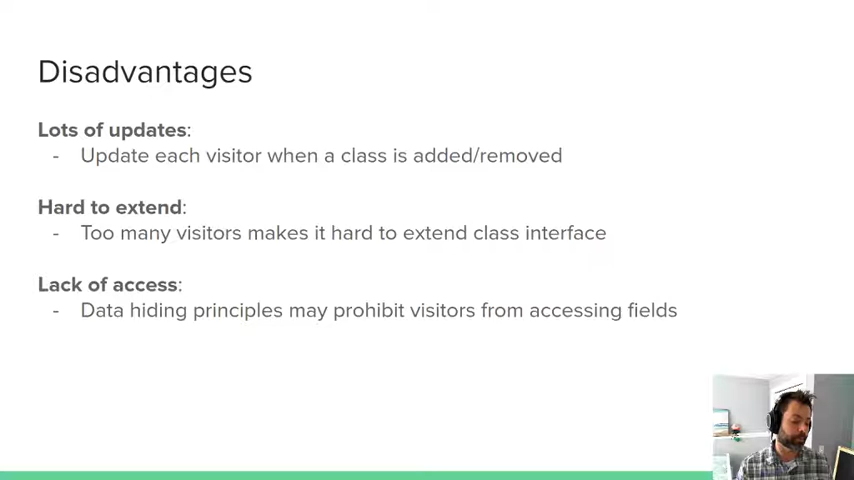 Disadvantages
Lots of updates:
- Update each visitor when a class is added/removed
Hard to extend:
- Too many visitors makes it hard to extend class interface
Lack of access:
- Data hiding principles may prohibit visitors from accessing fields